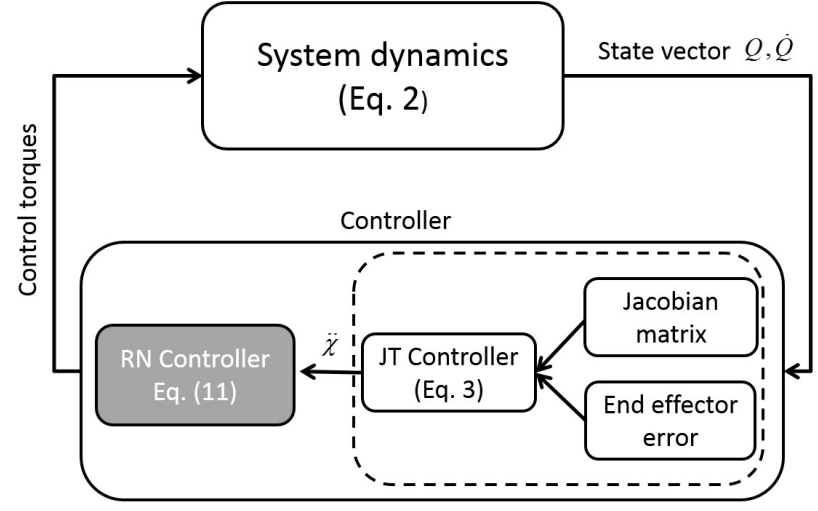 System dynamics
(Eq. 2)
State vector Q, Q̇
Control torques
Controller
Jacobian
matrix
RN Controller
Eq. (11)
χ̈
JT Controller
(Eq. 3)
End effector
error